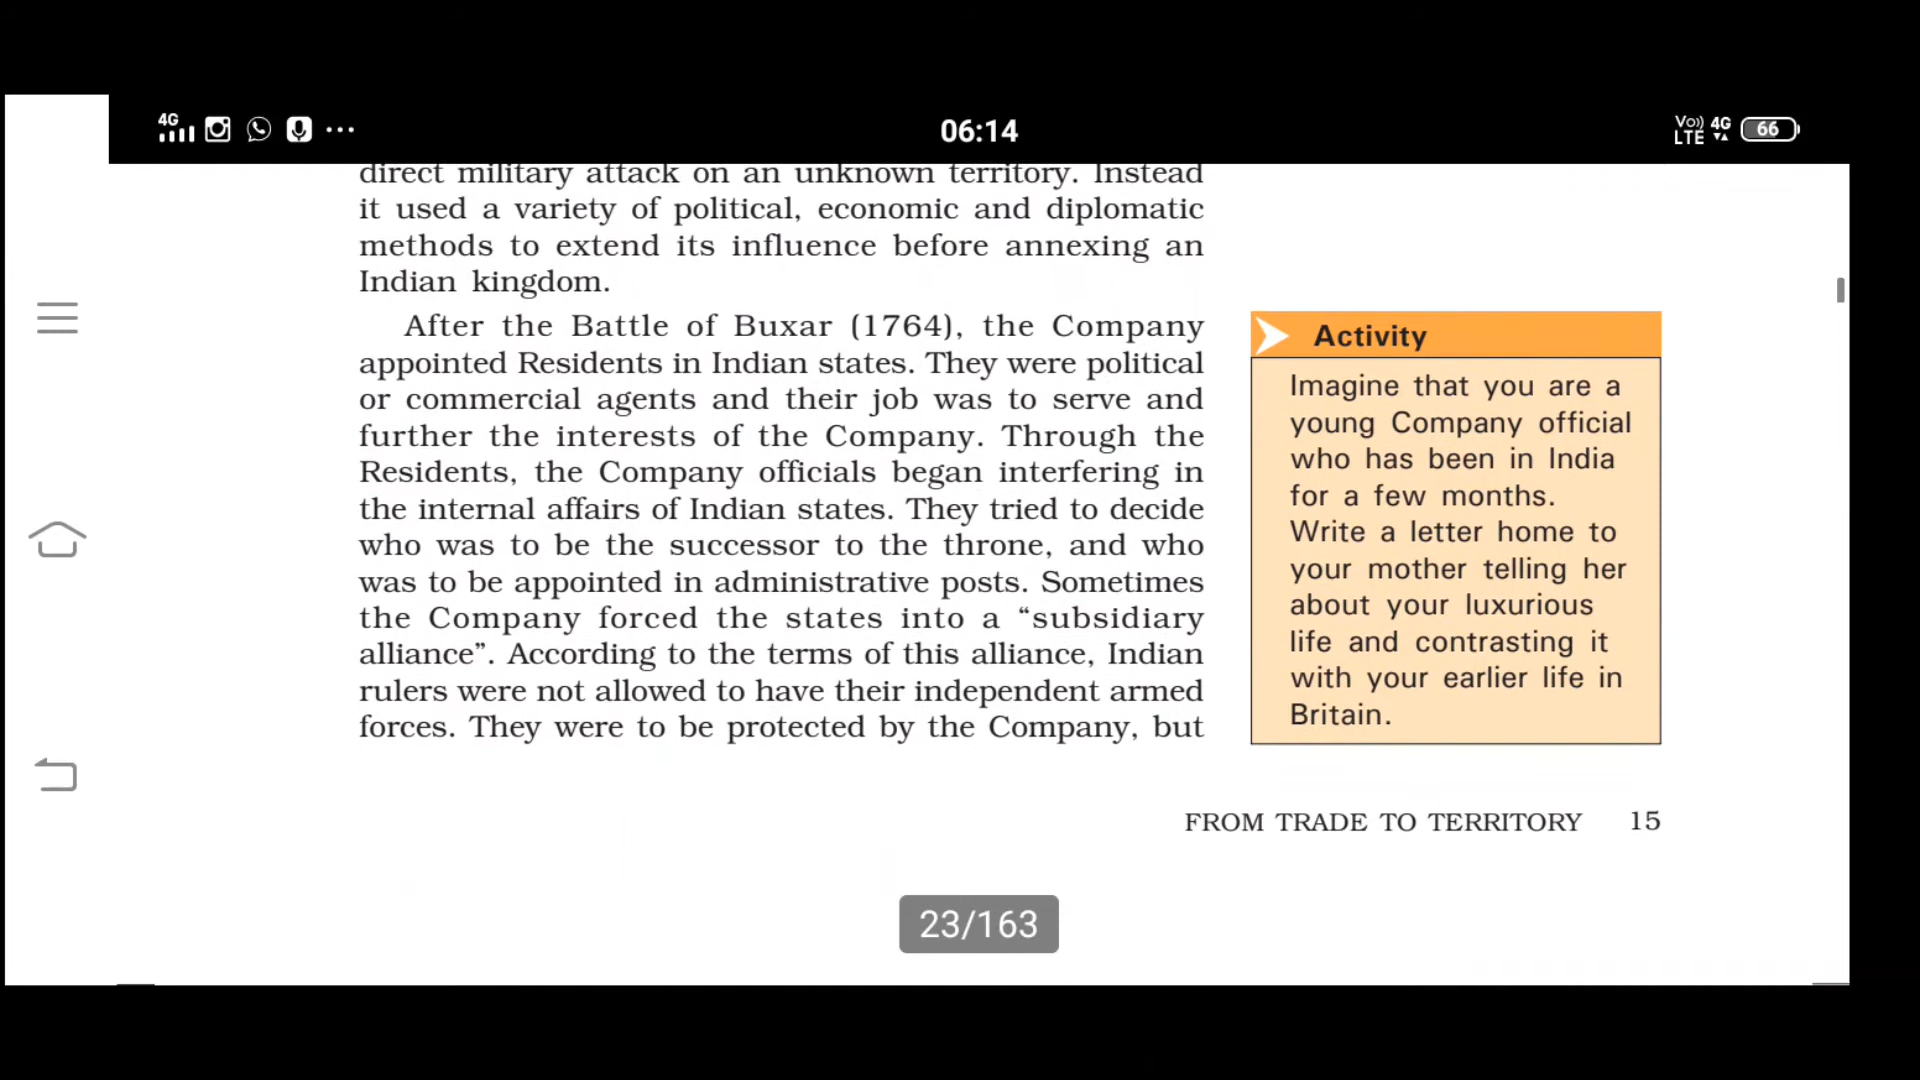 4G
06:14
Vo)) 4G
LTE
66
direct military attack on an unknown territory. Instead
it used a variety of political, economic and diplomatic
methods to extend its influence before annexing an
Indian kingdom.
After the Battle of Buxar (1764), the Company
appointed Residents in Indian states. They were political
or commercial agents and their job was to serve and
further the interests of the Company. Through the
Residents, the Company officials began interfering in
the internal affairs of Indian states. They tried to decide
who was to be the successor to the throne, and who
was to be appointed in administrative posts. Sometimes
the Company forced the states into a “subsidiary
alliance”. According to the terms of this alliance, Indian
rulers were not allowed to have their independent armed
forces. They were to be protected by the Company, but
Activity
Imagine that you are a
young Company official
who has been in India
for a few months.
Write a letter home to
your mother telling her
about your luxurious
life and contrasting it
with your earlier life in
Britain.
FROM TRADE TO TERRITORY 15
23/163